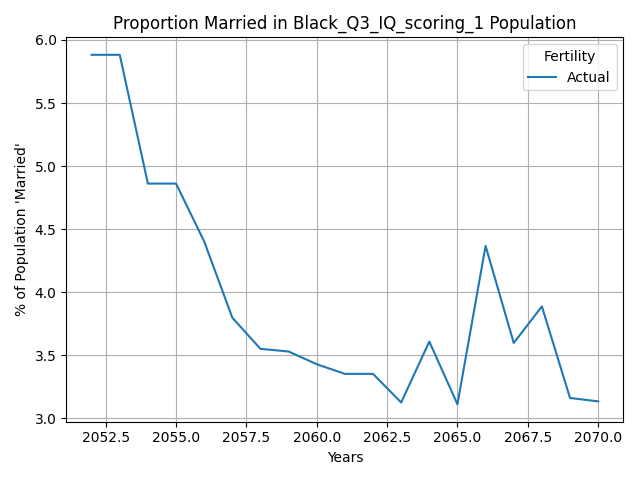 Proportion Married in Black_Q3_IQ_scoring_1 Population
Fertility
Actual
% of Population 'Married'
6.0
5.5
5.0
4.5
4.0
3.5
3.0
2052.5 2055.0 2057.5 2060.0 2062.5 2065.0 2067.5 2070.0
Years